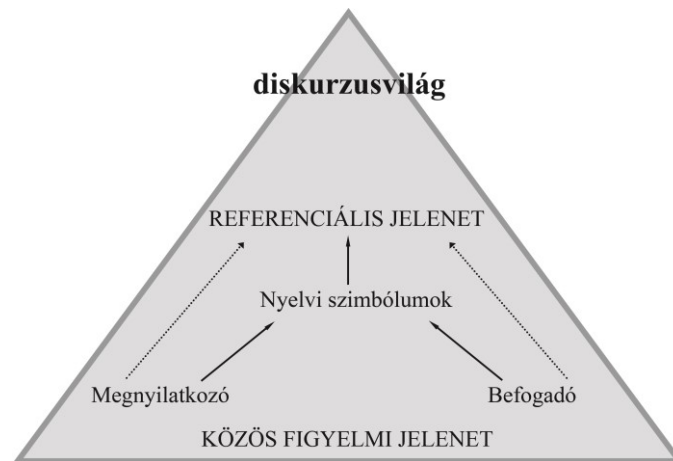 diskurzusvilág
REFERENCIÁLIS JELENET
Nyelvi szimbólumok
Megnyilatkozó
Befogadó
KÖZÖS FIGYELMI JELENET